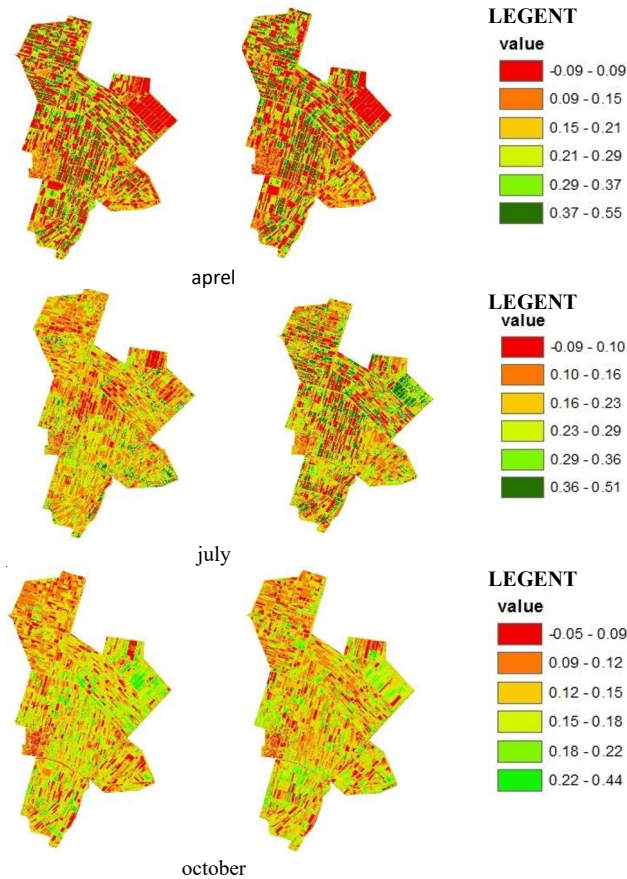 LEGENT
value
-0.09 - 0.09
0.09 - 0.15
0.15 - 0.21
0.21 - 0.29
0.29 - 0.37
0.37 - 0.55
aprel
LEGENT
value
-0.09 - 0.10
0.10 - 0.16
0.16 - 0.23
0.23 - 0.29
0.29 - 0.36
0.36 - 0.51
july
LEGENT
value
-0.05 - 0.09
0.09 - 0.12
0.12 - 0.15
0.15 - 0.18
0.18 - 0.22
0.22 - 0.44
october